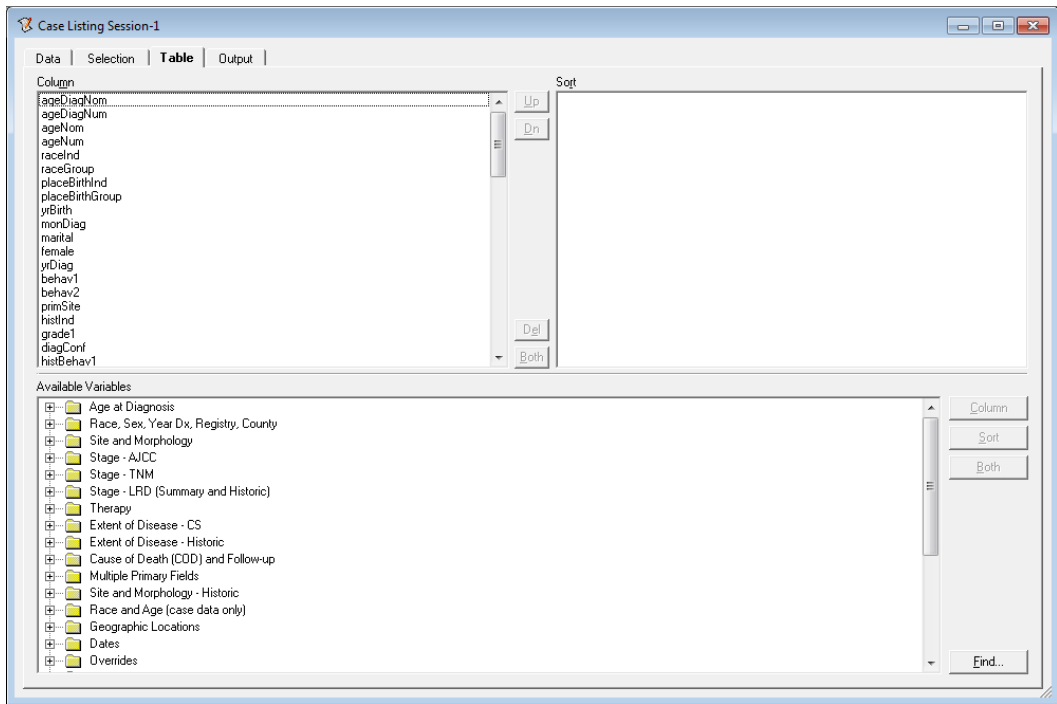 Case Listing Session-1
Data Selection Table Output
Column
Sort
ageDiagNom
ageDiagNum
ageNom
ageNum
raceInd
raceGroup
placeBirthInd
placeBirthGroup
yrBirth
monDiag
marital
female
yrDiag
behav1
behav2
primSite
histInd
grade1
diagConf
histBehav1
Up
Dn
Del
Both
Available Variables
Age at Diagnosis
Race, Sex, Year Dx, Registry, County
Site and Morphology
Stage - AJCC
Stage - TNM
Stage - LRD (Summary and Historic)
Therapy
Extent of Disease - CS
Extent of Disease - Historic
Cause of Death (COD) and Follow-up
Multiple Primary Fields
Site and Morphology - Historic
Race and Age (case data only)
Geographic Locations
Dates
Overrides
Column
Sort
Both
Find...